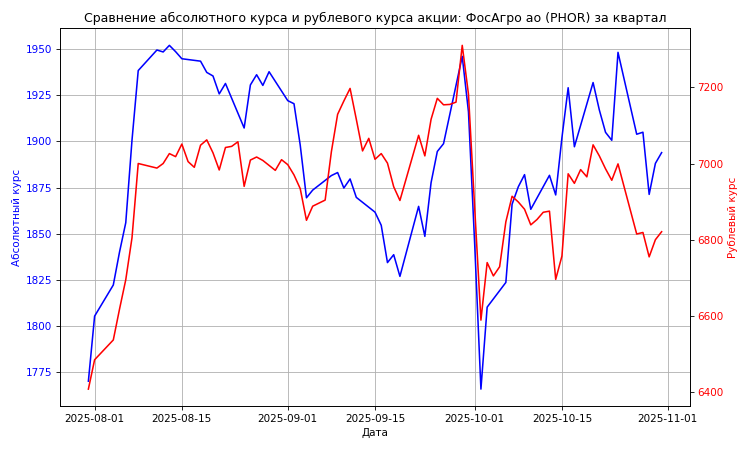 Сравнение абсолютного курса и рублевого курса акции: ФосАгро ао (PHOR) за квартал
Абсолютный курс
1950
1925
1900
1875
1850
1825
1800
1775
7200
7000
6800
6600
6400
Рублевый курс
2025-08-01 2025-08-15 2025-09-01 2025-09-15 2025-10-01 2025-10-15 2025-11-01
Дата